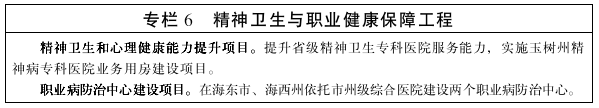 专栏 6 精神卫生与职业健康保障工程
精神卫生和心理健康能力提升项目。提升省级精神卫生专科医院服务能力，实施玉树州精
神病专科医院业务用房建设项目。
职业病防治中心建设项目。在海东市、海西州依托市州级综合医院建设两个职业病防治中心。